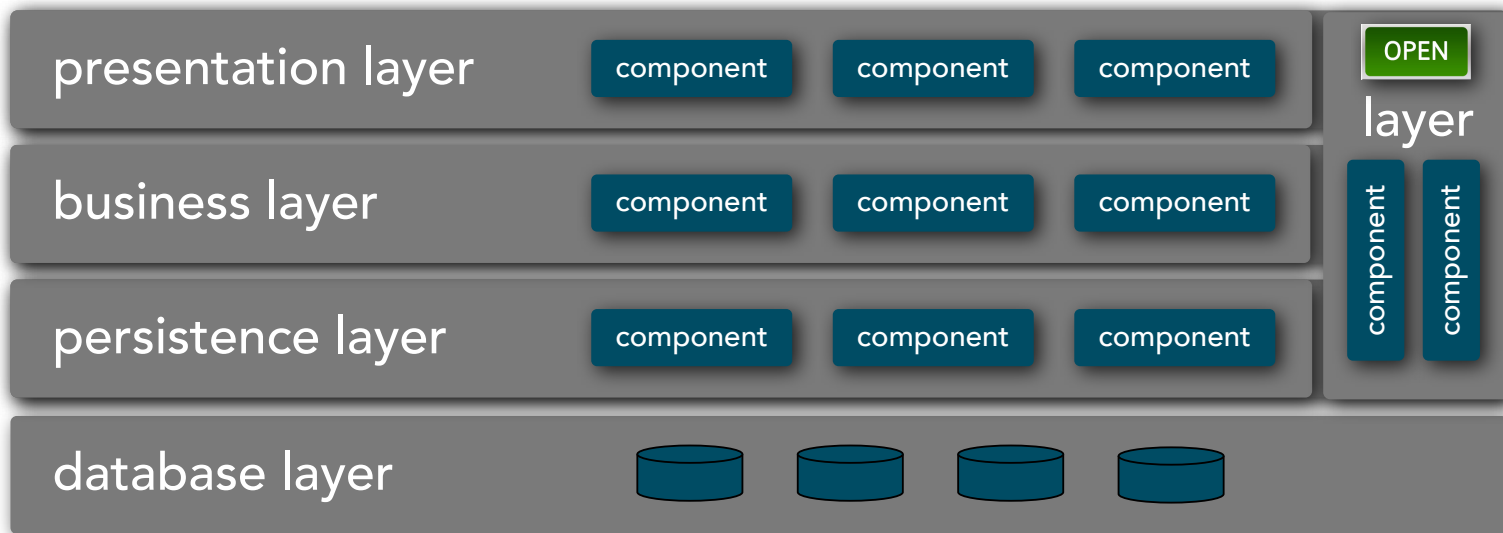 presentation layer component component component
business layer component component component
persistence layer component component component
database layer
OPEN
layer
component
component